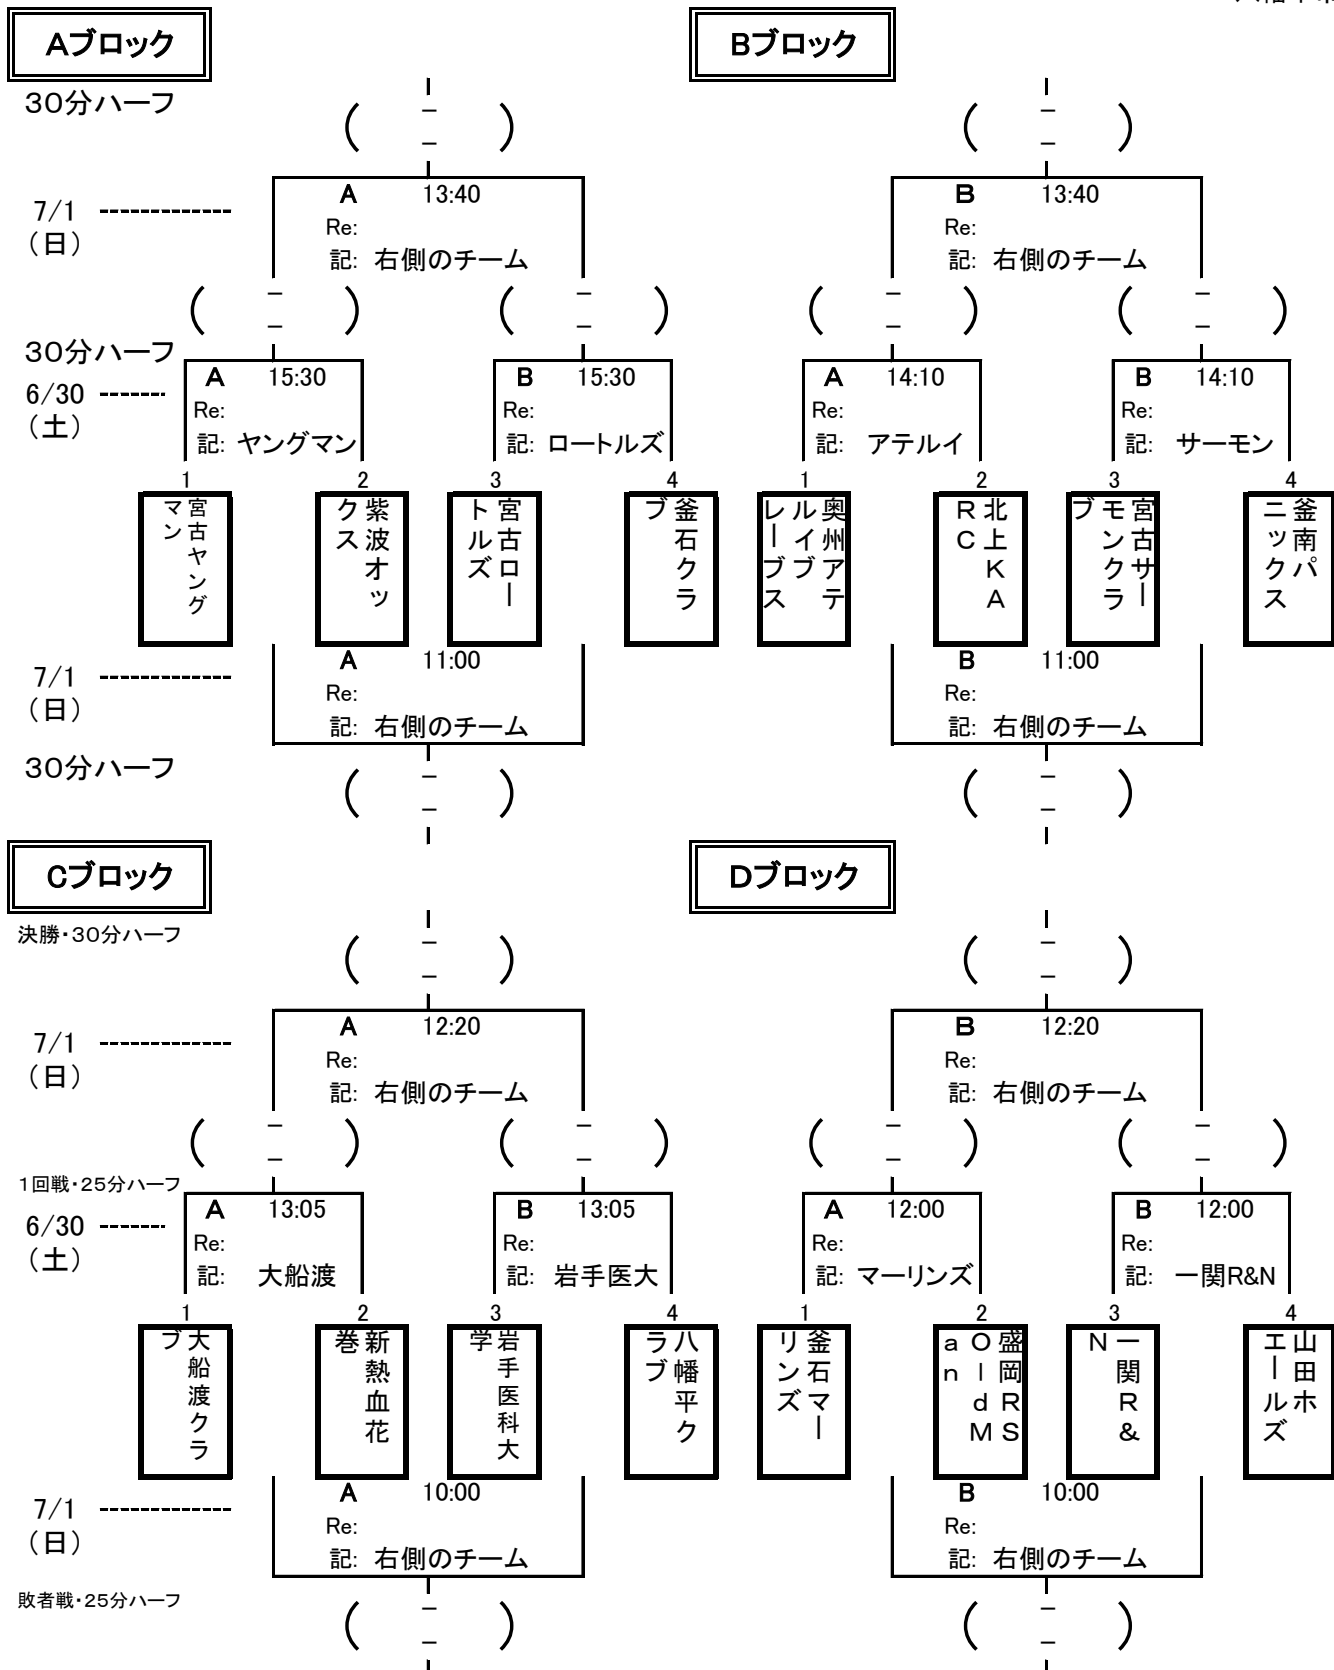 Aブロック
Bブロック
30分ハーフ
( － － )
( － － )
A 13:40
B 13:40
7/1
（日）
Re:
Re:
記: 右側のチーム
記: 右側のチーム
( － － )
( － － )
( － － )
( － － )
30分ハーフ
6/30
（土）
A 15:30
B 15:30
A 14:10
B 14:10
Re:
Re:
Re:
Re:
記: ヤングマン
記: ロートルズ
記: アテルイ
記: サーモン
1
2
3
4
1
2
3
4
宮古ヤング
マン
紫波オッ
クス
宮古ロー
トルズ
釜石クラ
ブ
奥州アテ
ルイブ
レーブス
北上KA
RC
宮古サー
モンクラ
ブ
釜南パ
ニックス
A 11:00
B 11:00
7/1
（日）
Re:
Re:
記: 右側のチーム
記: 右側のチーム
30分ハーフ
( － － )
( － － )
Cブロック
Dブロック
決勝・30分ハーフ
( － － )
( － － )
A 12:20
B 12:20
7/1
（日）
Re:
Re:
記: 右側のチーム
記: 右側のチーム
( － － )
( － － )
( － － )
( － － )
1回戦・25分ハーフ
6/30
（土）
A 13:05
B 13:05
A 12:00
B 12:00
Re:
Re:
Re:
Re:
記: 大船渡
記: 岩手医大
記: マーリンズ
記: 一関R&N
1
2
3
4
1
2
3
4
大船渡クラ
ブ
新熱血花
巻
岩手医科大
学
八幡平ク
ラブ
釜石マー
リンズ
盛岡RS
OldM
an
一関R&
N
山田ホ
エールズ
A 10:00
B 10:00
7/1
（日）
Re:
Re:
記: 右側のチーム
記: 右側のチーム
敗者戦・25分ハーフ
( － － )
( － － )